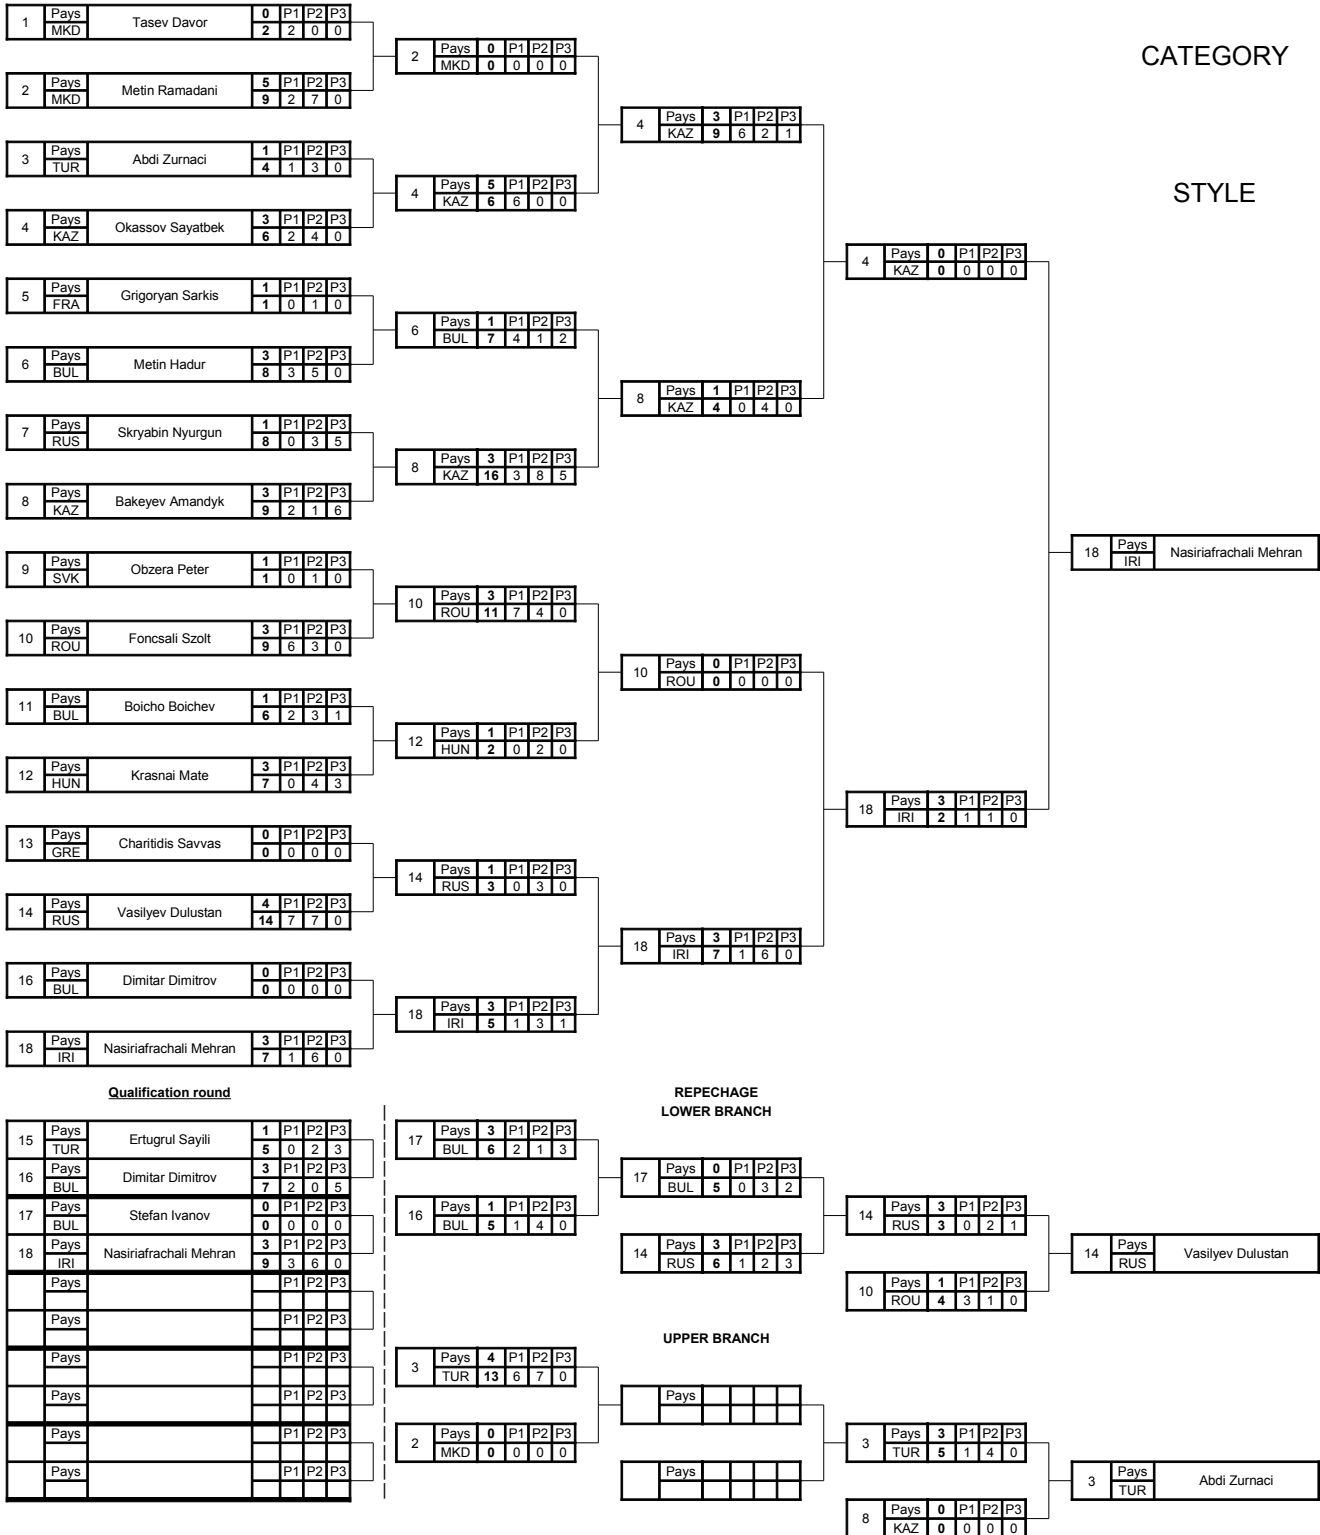 CATEGORY
STYLE
1 Pays MKD Tasev Davor 0 P1 P2 P3
2 2 0 0
2 Pays MKD Metin Ramadani 5 P1 P2 P3
9 2 7 0
3 Pays TUR Abdi Zurnaci 1 P1 P2 P3
4 1 3 0
4 Pays KAZ Okassov Sayatbek 3 P1 P2 P3
6 2 4 0
5 Pays FRA Grigoryan Sarkis 1 P1 P2 P3
1 0 1 0
6 Pays BUL Metin Hadur 3 P1 P2 P3
8 3 5 0
7 Pays RUS Skryabin Nyurgun 1 P1 P2 P3
8 0 3 5
8 Pays KAZ Bakeyev Amandyk 3 P1 P2 P3
9 2 1 6
9 Pays SVK Obzera Peter 1 P1 P2 P3
1 0 1 0
10 Pays ROU Foncsali Szolt 3 P1 P2 P3
9 6 3 0
11 Pays BUL Boicho Boichev 1 P1 P2 P3
6 2 3 1
12 Pays HUN Krasnai Mate 3 P1 P2 P3
7 0 4 3
13 Pays GRE Charitidis Savvas 0 P1 P2 P3
0 0 0 0
14 Pays RUS Vasilyev Dulustan 4 P1 P2 P3
14 7 7 0
16 Pays BUL Dimitar Dimitrov 0 P1 P2 P3
0 0 0 0
18 Pays IRI Nasiriafrachali Mehran 3 P1 P2 P3
7 1 6 0
2 Pays 0 P1 P2 P3
MKD 0 0 0 0
4 Pays 5 P1 P2 P3
KAZ 6 6 0 0
6 Pays 1 P1 P2 P3
BUL 7 4 1 2
8 Pays 3 P1 P2 P3
KAZ 16 3 8 5
10 Pays 3 P1 P2 P3
ROU 11 7 4 0
12 Pays 1 P1 P2 P3
HUN 2 0 2 0
14 Pays 1 P1 P2 P3
RUS 3 0 3 0
18 Pays 3 P1 P2 P3
IRI 5 1 3 1
4 Pays 3 P1 P2 P3
KAZ 9 6 2 1
8 Pays 1 P1 P2 P3
KAZ 4 0 4 0
10 Pays 0 P1 P2 P3
ROU 0 0 0 0
18 Pays 3 P1 P2 P3
IRI 7 1 6 0
4 Pays 0 P1 P2 P3
KAZ 0 0 0 0
18 Pays 3 P1 P2 P3
IRI 2 1 1 0
18 Pays IRI Nasiriafrachali Mehran
Qualification round
15 Pays TUR Ertugrul Sayili 1 P1 P2 P3
5 0 2 3
16 Pays BUL Dimitar Dimitrov 3 P1 P2 P3
7 2 0 5
17 Pays BUL Stefan Ivanov 0 P1 P2 P3
0 0 0 0
18 Pays IRI Nasiriafrachali Mehran 3 P1 P2 P3
9 3 6 0
Pays P1 P2 P3
Pays P1 P2 P3
Pays P1 P2 P3
Pays P1 P2 P3
Pays P1 P2 P3
Pays P1 P2 P3
REPECHAGE
LOWER BRANCH
17 Pays 3 P1 P2 P3
BUL 6 2 1 3
16 Pays 1 P1 P2 P3
BUL 5 1 4 0
17 Pays 0 P1 P2 P3
BUL 5 0 3 2
14 Pays 3 P1 P2 P3
RUS 6 1 2 3
14 Pays 3 P1 P2 P3
RUS 3 0 2 1
10 Pays 1 P1 P2 P3
ROU 4 3 1 0
14 Pays RUS Vasilyev Dulustan
UPPER BRANCH
3 Pays 4 P1 P2 P3
TUR 13 6 7 0
2 Pays 0 P1 P2 P3
MKD 0 0 0 0
Pays
Pays
3 Pays 3 P1 P2 P3
TUR 5 1 4 0
8 Pays 0 P1 P2 P3
KAZ 0 0 0 0
3 Pays TUR Abdi Zurnaci